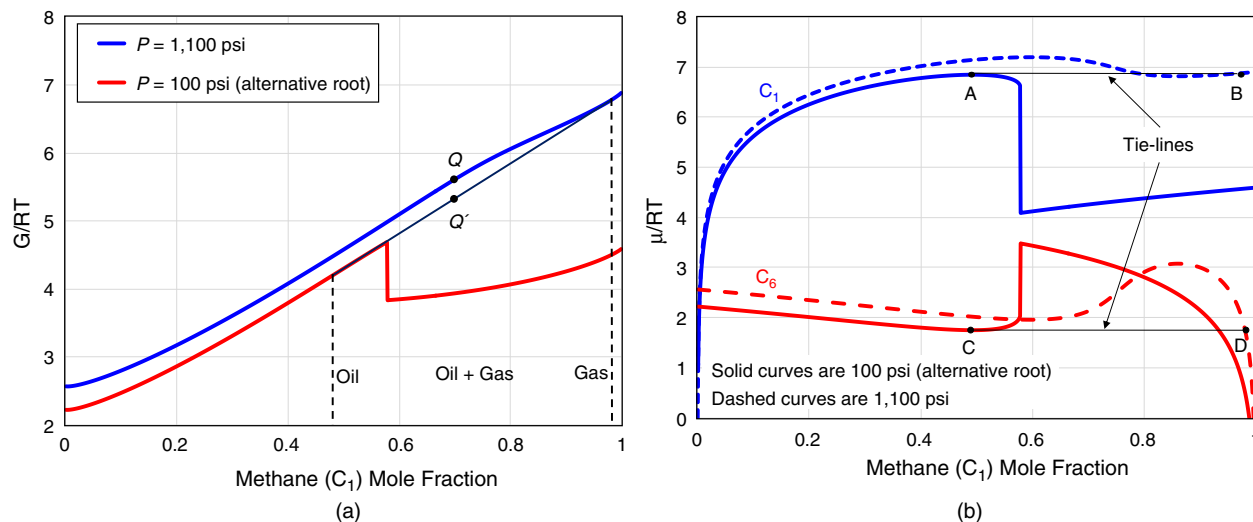 8
7
6
5
4
3
2
G/RT
P = 1,100 psi
P = 100 psi (alternative root)
Q
Q´
Oil
Oil + Gas
Gas
0
0.2
0.4
0.6
0.8
1
Methane (C₁) Mole Fraction
(a)
8
7
6
5
4
3
2
1
0
µ/RT
C₁
A
B
Tie-lines
C₆
C
D
Solid curves are 100 psi (alternative root)
Dashed curves are 1,100 psi
0
0.2
0.4
0.6
0.8
1
Methane (C₁) Mole Fraction
(b)